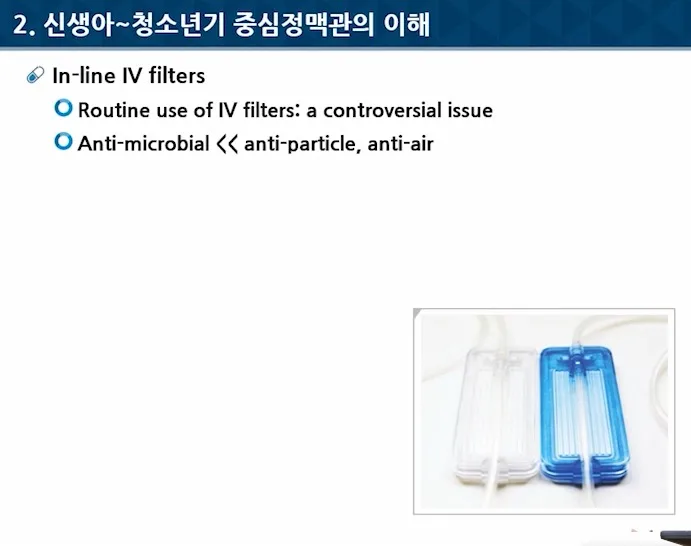 2. 신생아~청소년기 중심정맥관의 이해
In-line IV filters
Routine use of IV filters: a controversial issue
Anti-microbial << anti-particle, anti-air